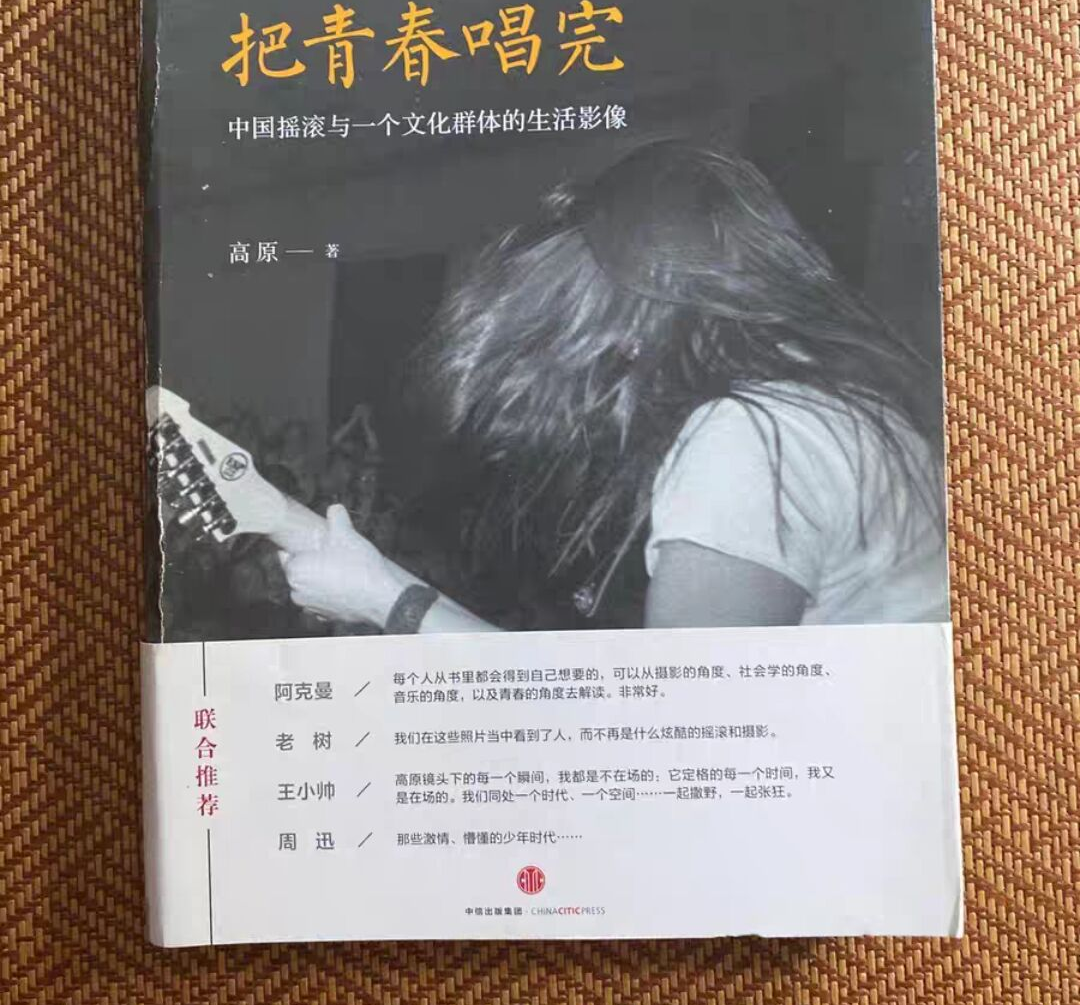 把青春唱完
中国摇滚与一个文化群体的生活影像
高原 — 著
联合推荐
阿克曼 / 每个人从书里都会得到自己想要的，可以从摄影的角度、社会学的角度、
音乐的角度，以及青春的角度去解读。非常好。
老 树 / 我们在这些照片当中看到了人，而不再是什么炫酷的摇滚和摄影。
王小帅 / 高原镜头下的每一个瞬间，我都是不在场的；它定格的每一个时间，我又
是在场的。我们同处一个时代、一个空间……一起撒野，一起张狂。
周 迅 / 那些激情、懵懂的少年时代……
中信出版集团·CHINACITICPRESS